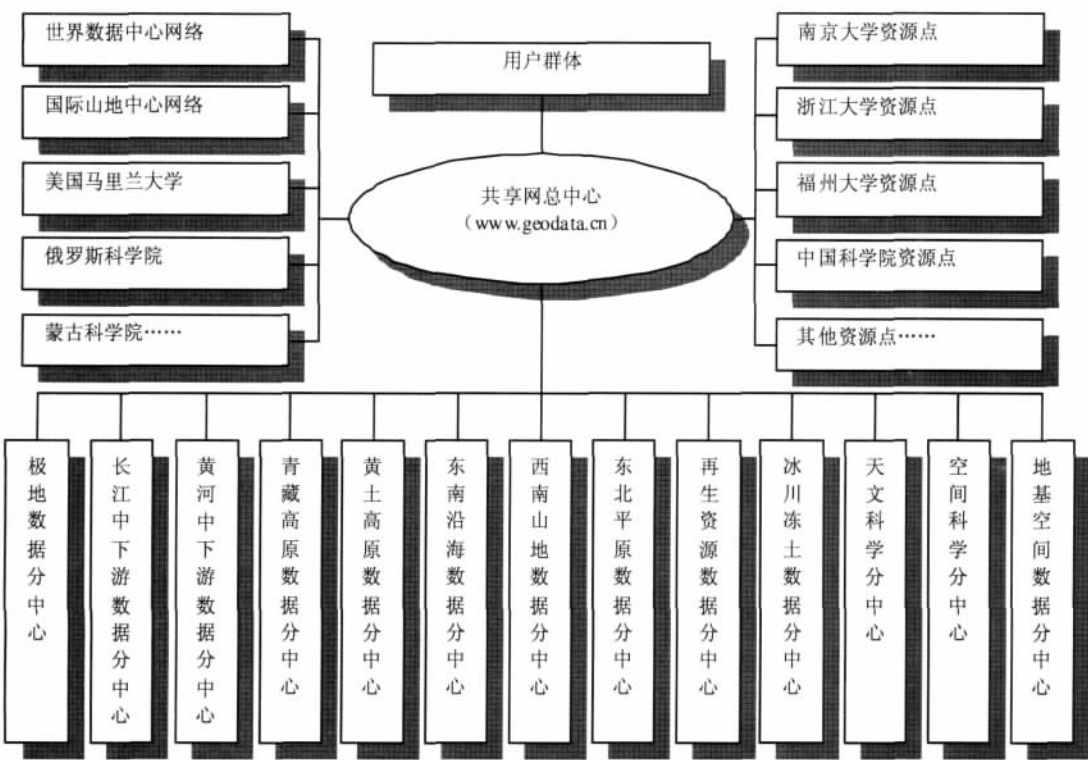 世界数据中心网络
国际山地中心网络
美国马里兰大学
俄罗斯科学院
蒙古科学院……
用户群体
共享网总中心
（www.geodata.cn）
南京大学资源点
浙江大学资源点
福州大学资源点
中国科学院资源点
其他资源点……
极地数据分中心
长江中下游数据分中心
黄河中下游数据分中心
青藏高原数据分中心
黄土高原数据分中心
东南沿海数据分中心
西南山地数据分中心
东北平原数据分中心
再生资源数据分中心
冰川冻土数据分中心
天文科学分中心
空间科学分中心
地基空间数据分中心